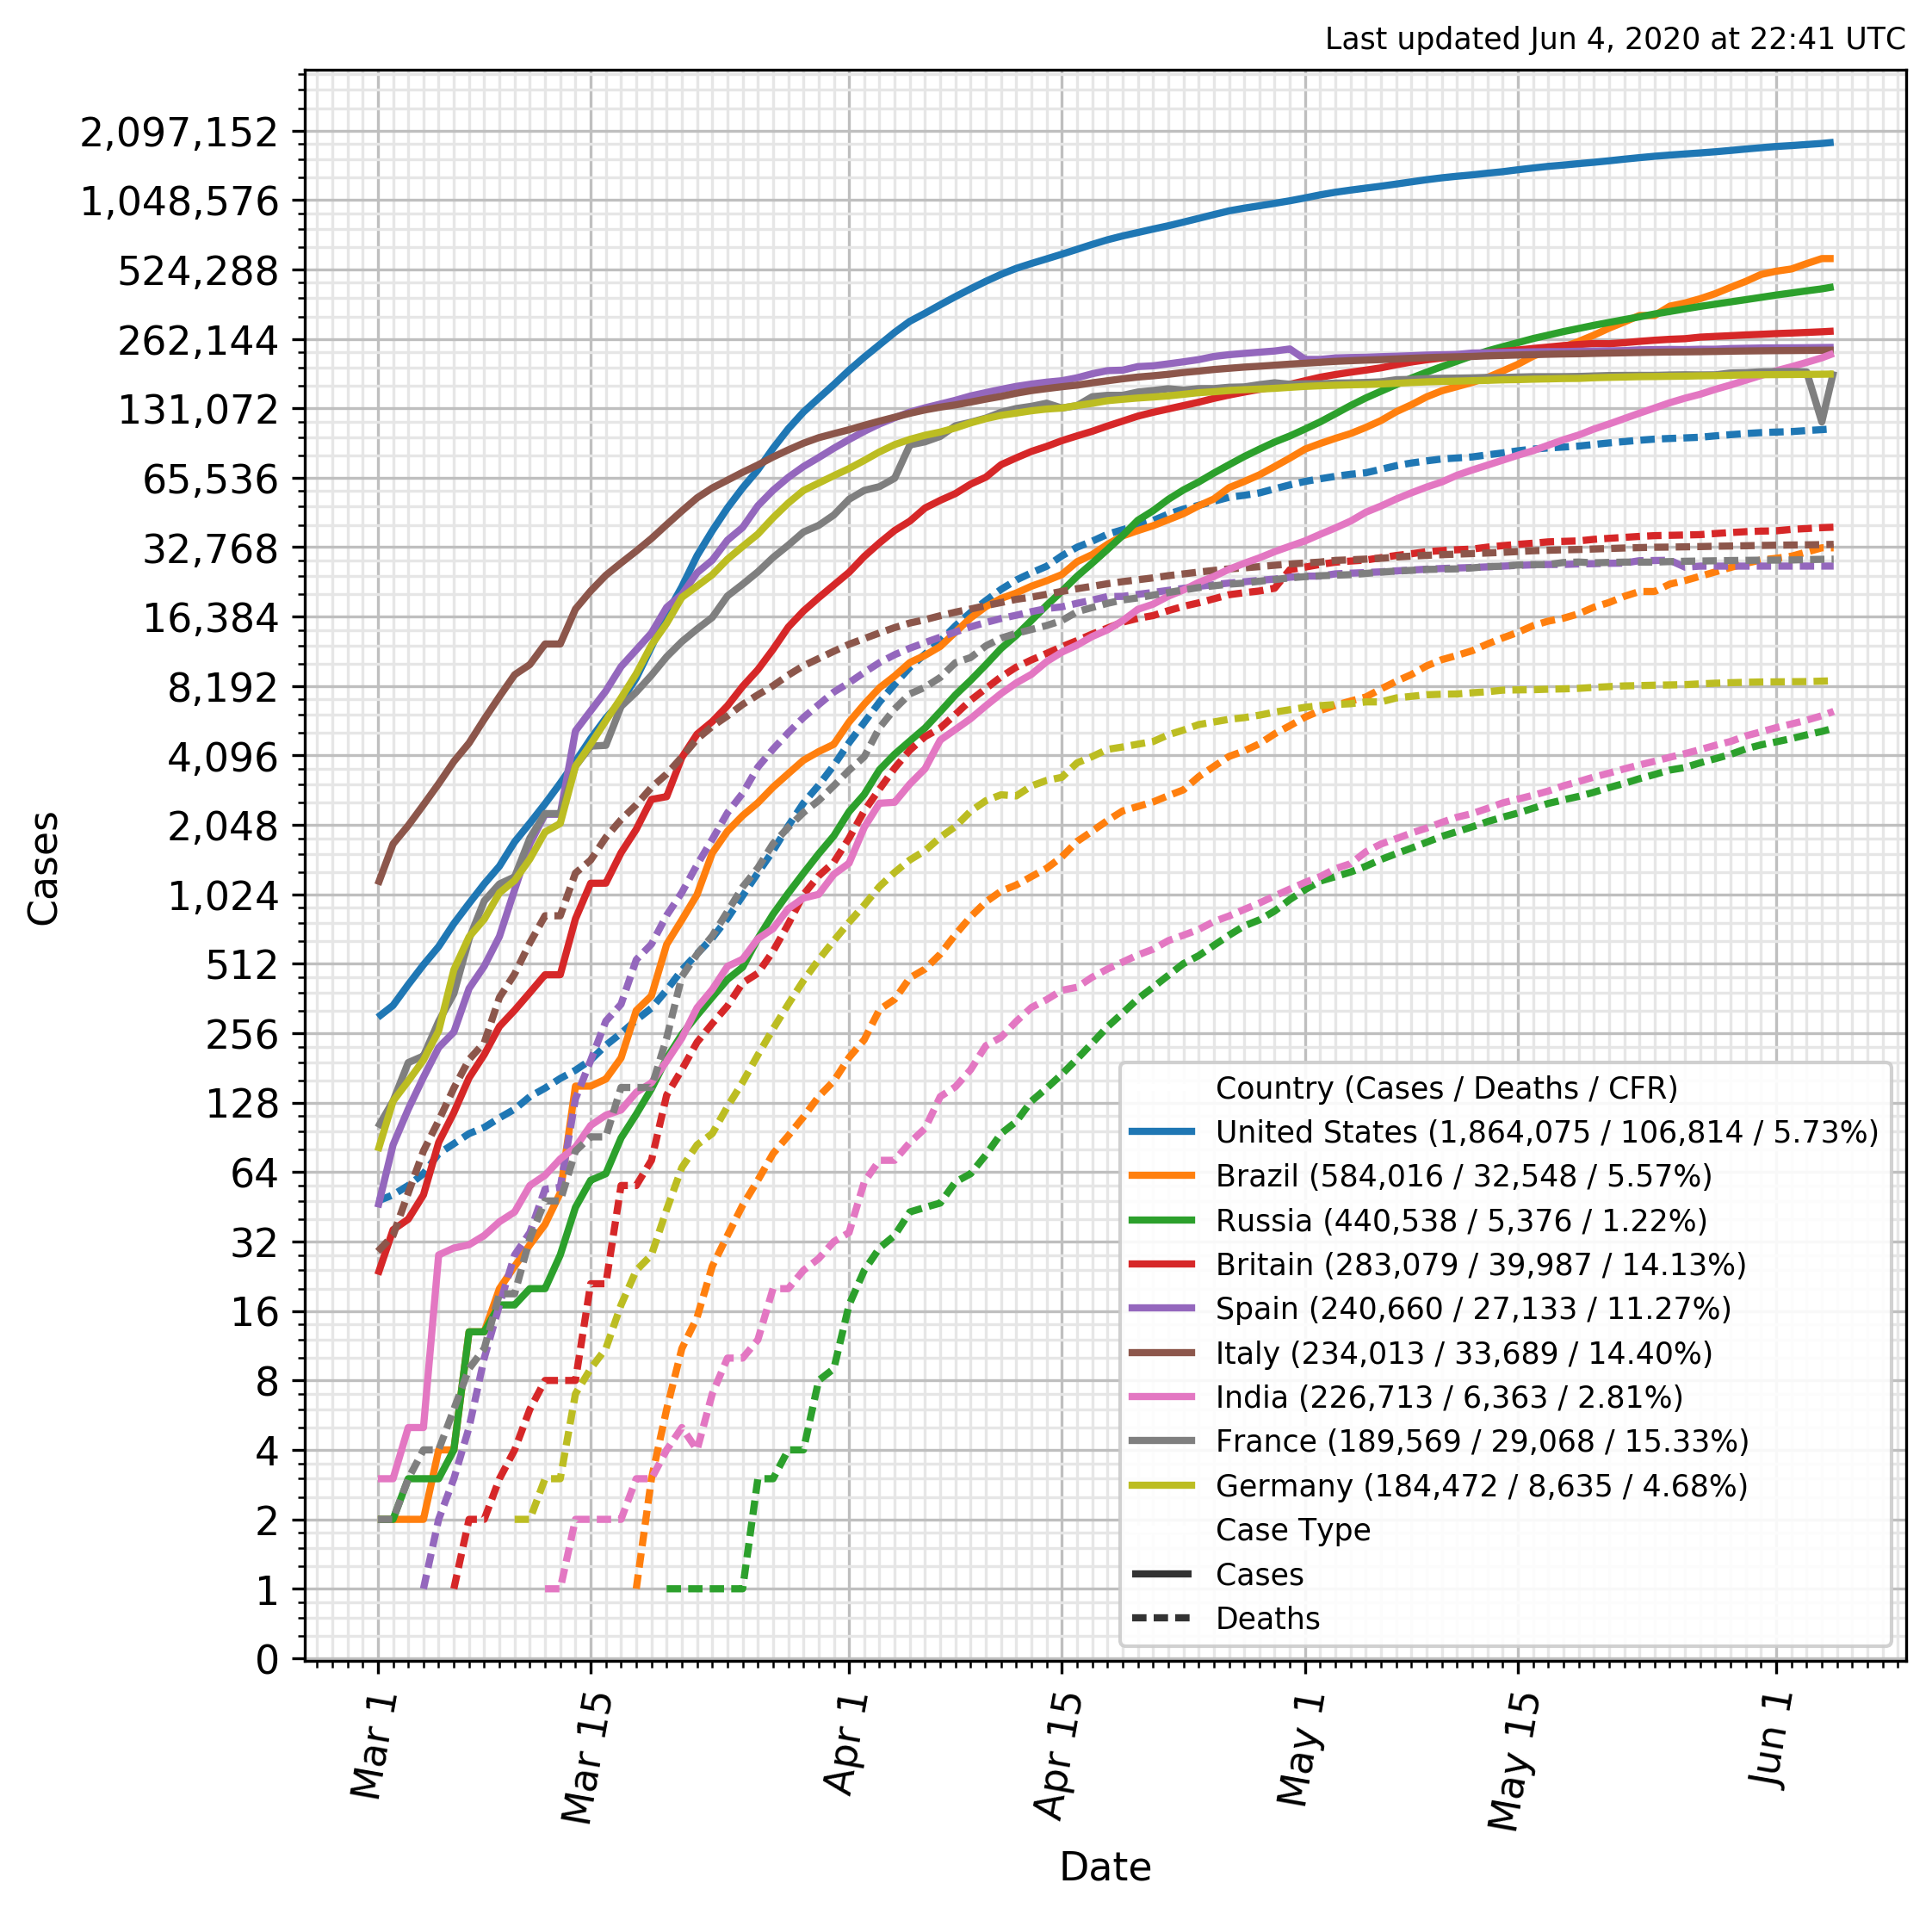 Last updated Jun 4, 2020 at 22:41 UTC
2,097,152
1,048,576
524,288
262,144
131,072
65,536
32,768
16,384
8,192
4,096
2,048
1,024
512
256
128
64
32
16
8
4
2
1
0
Cases
Country (Cases / Deaths / CFR)
United States (1,864,075 / 106,814 / 5.73%)
Brazil (584,016 / 32,548 / 5.57%)
Russia (440,538 / 5,376 / 1.22%)
Britain (283,079 / 39,987 / 14.13%)
Spain (240,660 / 27,133 / 11.27%)
Italy (234,013 / 33,689 / 14.40%)
India (226,713 / 6,363 / 2.81%)
France (189,569 / 29,068 / 15.33%)
Germany (184,472 / 8,635 / 4.68%)
Case Type
Cases
Deaths
Mar 1
Mar 15
Apr 1
Apr 15
May 1
May 15
Jun 1
Date